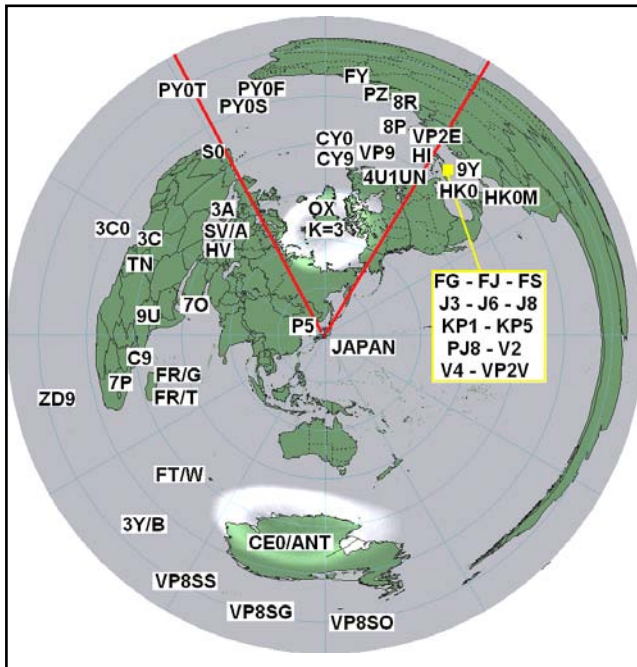 FY
PZ
PY0F
PY0T
PY0S
8R
8P
CY0
CY9
VP9
VP2E
HI
S0
4U1UN
9Y
HK0
HK0M
3A
SV/A
HV
OX
K=3
3C0
3C
TN
7O
9U
P5
JAPAN
FG - FJ - FS
J3 - J6 - J8
KP1 - KP5
PJ8 - V2
V4 - VP2V
C9
7P
FR/G
FR/T
ZD9
FT/W
3Y/B
CE0/ANT
VP8SS
VP8SG
VP8SO